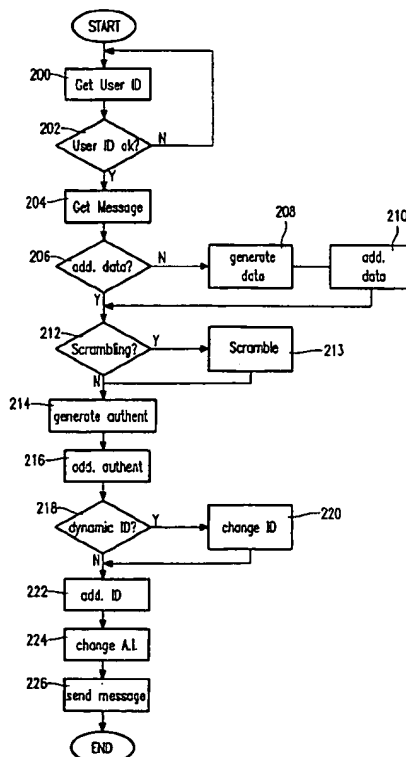 START
200
Get User ID
202
User ID ok?
N
Y
204
Get Message
206
add. data?
N
208
generate
data
210
add.
data
Y
212
Scrambling?
Y
Scramble
213
N
214
generate authent
216
add. authent
218
dynamic ID?
Y
change ID
220
N
222
add. ID
224
change A.I.
226
send message
END